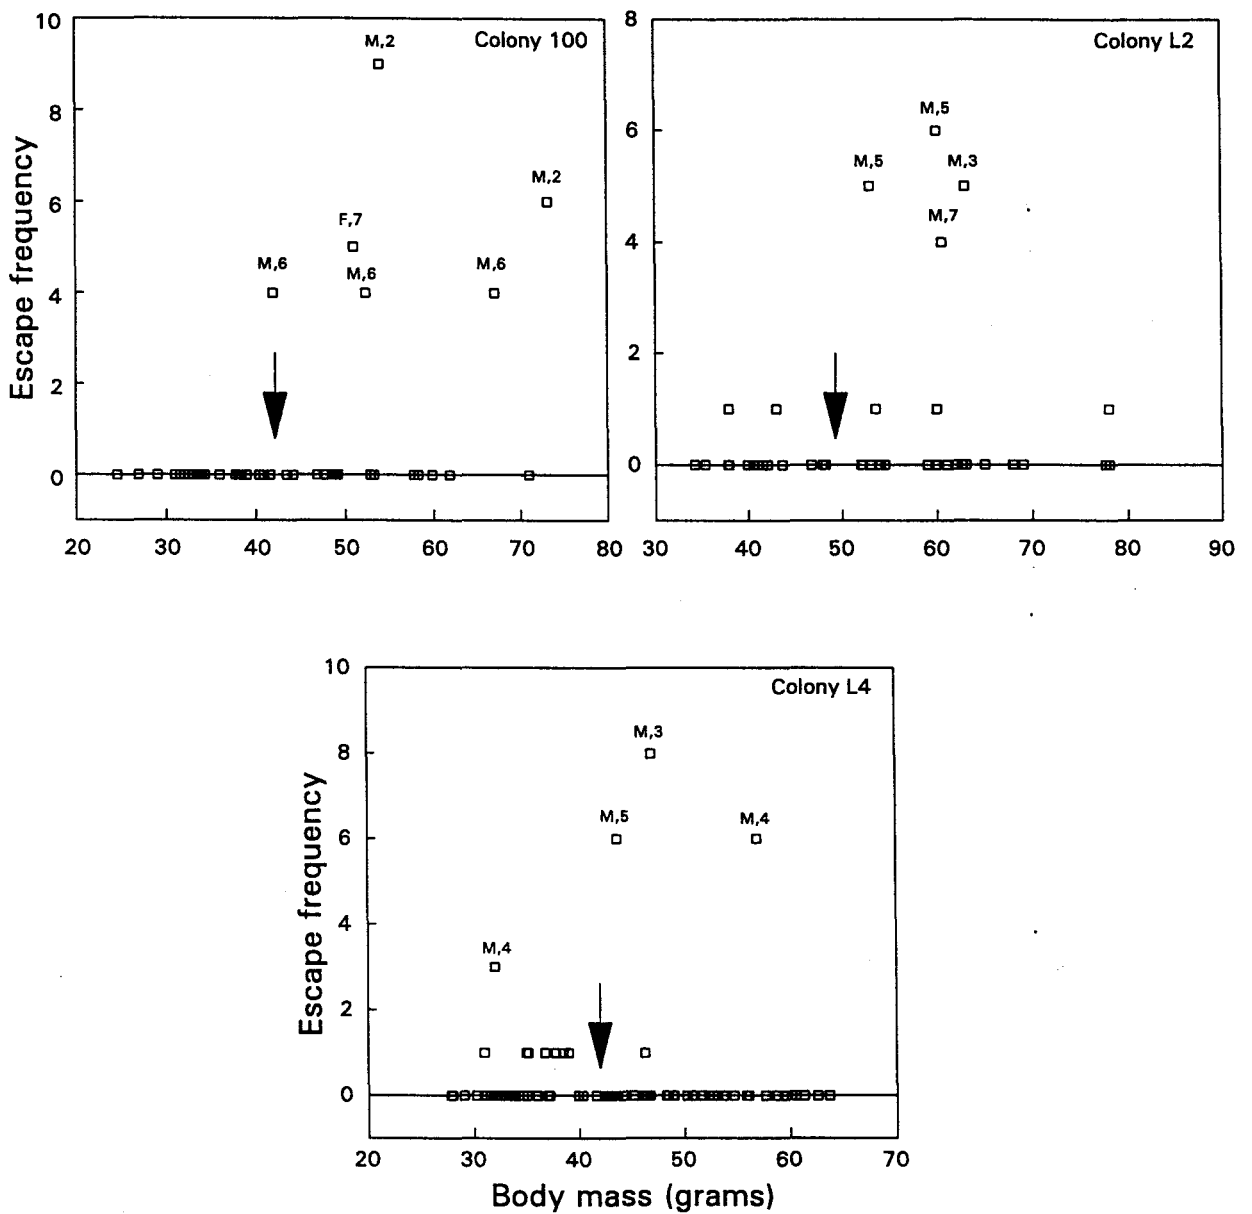 Colony 100
Escape frequency
10
8
6
4
2
0
M,2
M,2
F,7
M,6
M,6
M,6
20 30 40 50 60 70 80
Colony L2
8
6
4
2
0
M,5
M,5
M,3
M,7
30 40 50 60 70 80 90
Colony L4
Escape frequency
10
8
6
4
2
0
M,3
M,5
M,4
M,4
20 30 40 50 60 70
Body mass (grams)